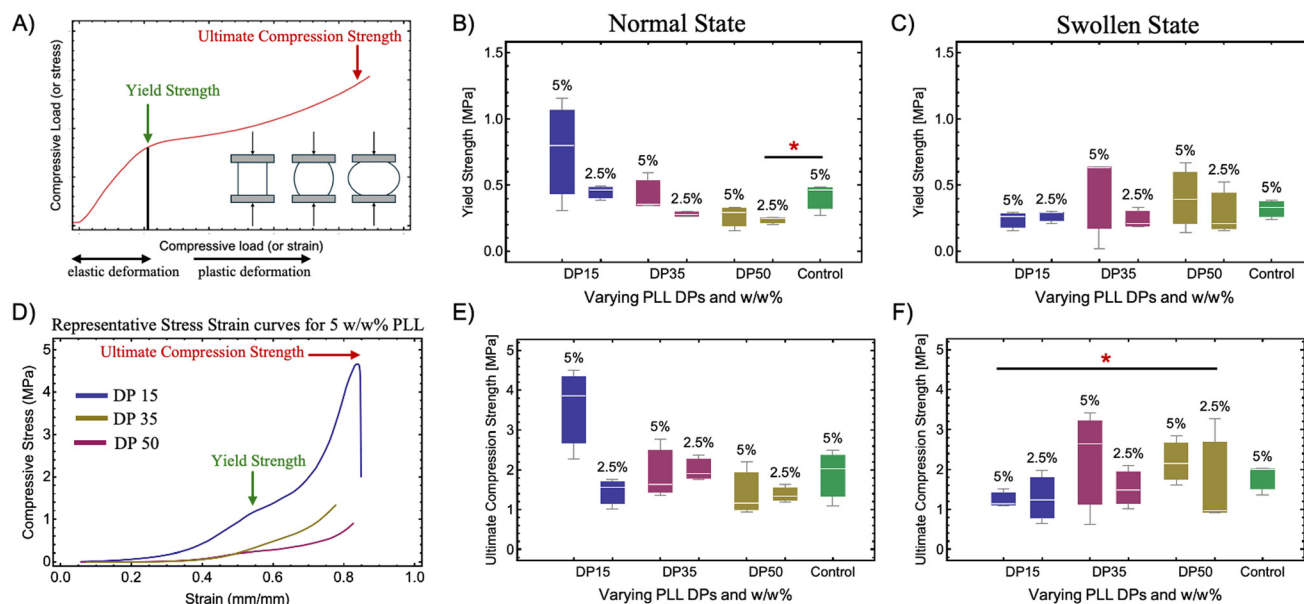 A)
Ultimate Compression Strength
Yield Strength
Compressive Load (or stress)
Compressive load (or strain)
elastic deformation
plastic deformation
B)
Normal State
Yield Strength [MPa]
1.5
1.0
0.5
0.0
5%
2.5%
5%
2.5%
5%
2.5%
*
5%
DP15 DP35 DP50 Control
Varying PLL DPs and w/w%
C)
Swollen State
Yield Strength [MPa]
1.5
1.0
0.5
0.0
5%
2.5%
5%
2.5%
5%
2.5%
5%
DP15 DP35 DP50 Control
Varying PLL DPs and w/w%
D)
Representative Stress Strain curves for 5 w/w% PLL
Ultimate Compression Strength
DP 15
DP 35
DP 50
Yield Strength
Compressive Stress (MPa)
5
4
3
2
1
0
0.0 0.2 0.4 0.6 0.8 1.0
Strain (mm/mm)
E)
Ultimate Compression Strength [MPa]
5
4
3
2
1
0
5%
2.5%
5%
2.5%
5%
2.5%
5%
DP15 DP35 DP50 Control
Varying PLL DPs and w/w%
F)
Ultimate Compression Strength [MPa]
5
4
3
2
1
0
*
5%
2.5%
5%
2.5%
5%
2.5%
5%
DP15 DP35 DP50 Control
Varying PLL DPs and w/w%